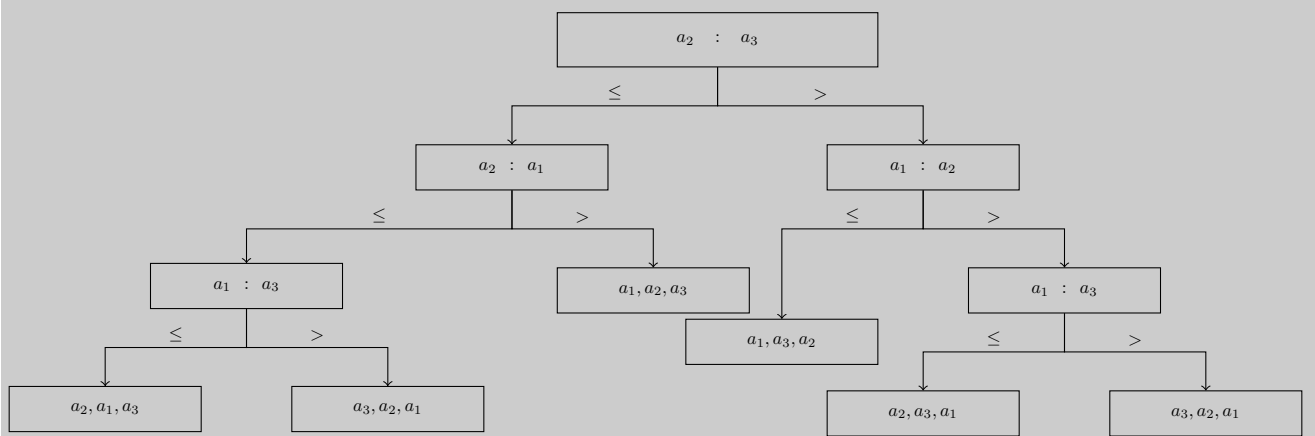 a₂ : a₃
≤ >
a₂ : a₁ a₁ : a₂
≤ > ≤ >
a₁ : a₃ a₁, a₂, a₃ a₁ : a₃
a₁, a₃, a₂
≤ > ≤ >
a₂, a₁, a₃ a₃, a₂, a₁ a₂, a₃, a₁ a₃, a₂, a₁